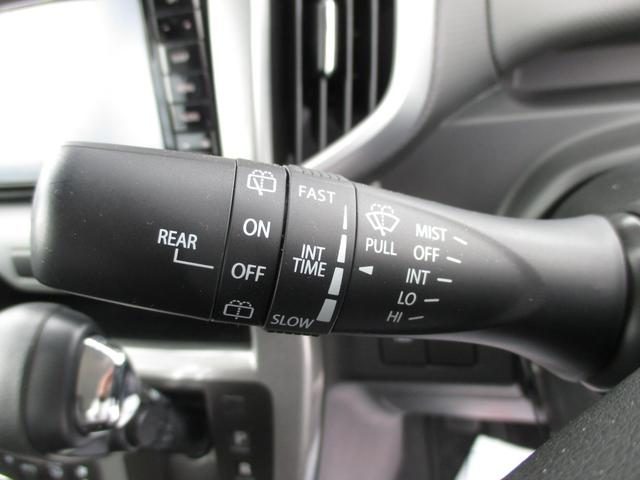 REAR
ON
OFF
FAST
INT
TIME
SLOW
PULL
MIST
OFF
INT
LO
HI